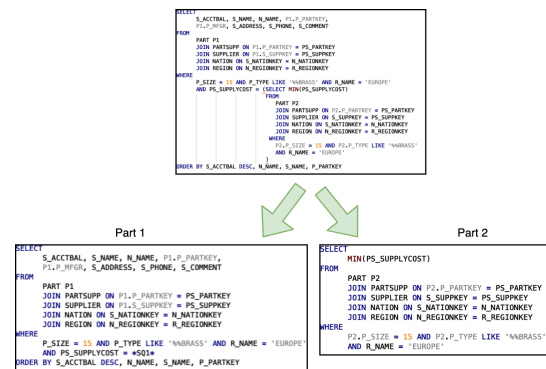 SELECT
S_ACCTBAL, S_NAME, N_NAME, P1.P_PARTKEY,
P1.P_MFGR, S_ADDRESS, S_PHONE, S_COMMENT
FROM
PART P1
JOIN PARTSUPP ON P1.P_PARTKEY = PS_PARTKEY
JOIN SUPPLIER ON P1.S_SUPPKEY = PS_SUPPKEY
JOIN NATION ON S_NATIONKEY = N_NATIONKEY
JOIN REGION ON N_REGIONKEY = R_REGIONKEY
WHERE
P_SIZE = 15 AND P_TYPE LIKE '%%BRASS' AND R_NAME = 'EUROPE'
AND PS_SUPPLYCOST = (SELECT MIN(PS_SUPPLYCOST)
FROM
PART P2
JOIN PARTSUPP ON P2.P_PARTKEY = PS_PARTKEY
JOIN SUPPLIER ON S_SUPPKEY = PS_SUPPKEY
JOIN NATION ON S_NATIONKEY = N_NATIONKEY
JOIN REGION ON N_REGIONKEY = R_REGIONKEY
WHERE
P2.P_SIZE = 15 AND P2.P_TYPE LIKE '%%BRASS'
AND R_NAME = 'EUROPE'
)
ORDER BY S_ACCTBAL DESC, N_NAME, S_NAME, P_PARTKEY
Part 1
SELECT
S_ACCTBAL, S_NAME, N_NAME, P1.P_PARTKEY,
P1.P_MFGR, S_ADDRESS, S_PHONE, S_COMMENT
FROM
PART P1
JOIN PARTSUPP ON P1.P_PARTKEY = PS_PARTKEY
JOIN SUPPLIER ON P1.S_SUPPKEY = PS_SUPPKEY
JOIN NATION ON S_NATIONKEY = N_NATIONKEY
JOIN REGION ON N_REGIONKEY = R_REGIONKEY
WHERE
P_SIZE = 15 AND P_TYPE LIKE '%%BRASS' AND R_NAME = 'EUROPE'
AND PS_SUPPLYCOST = *SQ1*
ORDER BY S_ACCTBAL DESC, N_NAME, S_NAME, P_PARTKEY
Part 2
SELECT
MIN(PS_SUPPLYCOST)
FROM
PART P2
JOIN PARTSUPP ON P2.P_PARTKEY = PS_PARTKEY
JOIN SUPPLIER ON S_SUPPKEY = PS_SUPPKEY
JOIN NATION ON S_NATIONKEY = N_NATIONKEY
JOIN REGION ON N_REGIONKEY = R_REGIONKEY
WHERE
P2.P_SIZE = 15 AND P2.P_TYPE LIKE '%%BRASS'
AND R_NAME = 'EUROPE'